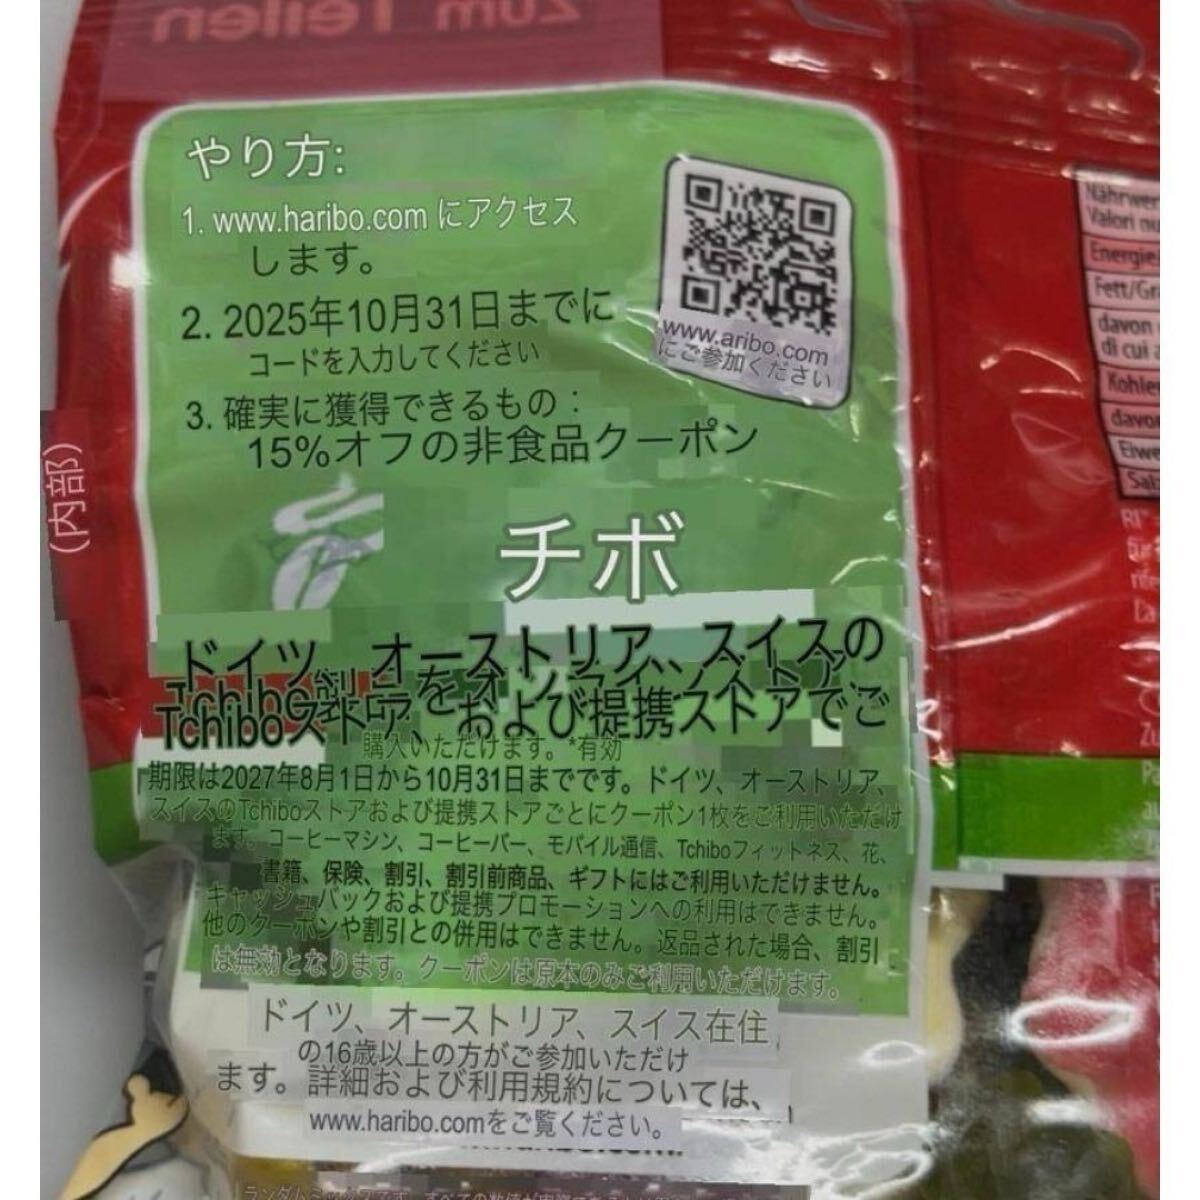 Zum Teilen
やり方:
1. www.haribo.com にアクセス
します。
2. 2025年10月31日までに
コードを入力してください
3. 確実に獲得できるもの：
15%オフの非食品クーポン
www.aribo.com
にご参加ください
(内部)
チボ
ドイツ、オーストリア、スイスの
Tchiboストア、および提携ストアでご
購入いただけます。*有効
期限は2027年8月1日から10月31日までです。ドイツ、オーストリア、
スイスのTchiboストアおよび提携ストアごとにクーポン1枚をご利用いただけ
ます。コーヒーマシン、コーヒーバー、モバイル通信、Tchiboフィットネス、花、
書籍、保険、割引、割引前商品、ギフトにはご利用いただけません。
キャッシュバックおよび提携プロモーションへの利用はできません。
他のクーポンや割引との併用はできません。返品された場合、割引
は無効となります。クーポンは原本のみご利用いただけます。
ドイツ、オーストリア、スイス在住
の16歳以上の方がご参加いただけ
ます。詳細および利用規約については、
www.haribo.comをご覧ください。
Nährwer
Valori nu
Energie
Fett/Gra
davon
di cui a
Kohle
davon
Eiwe
Salz